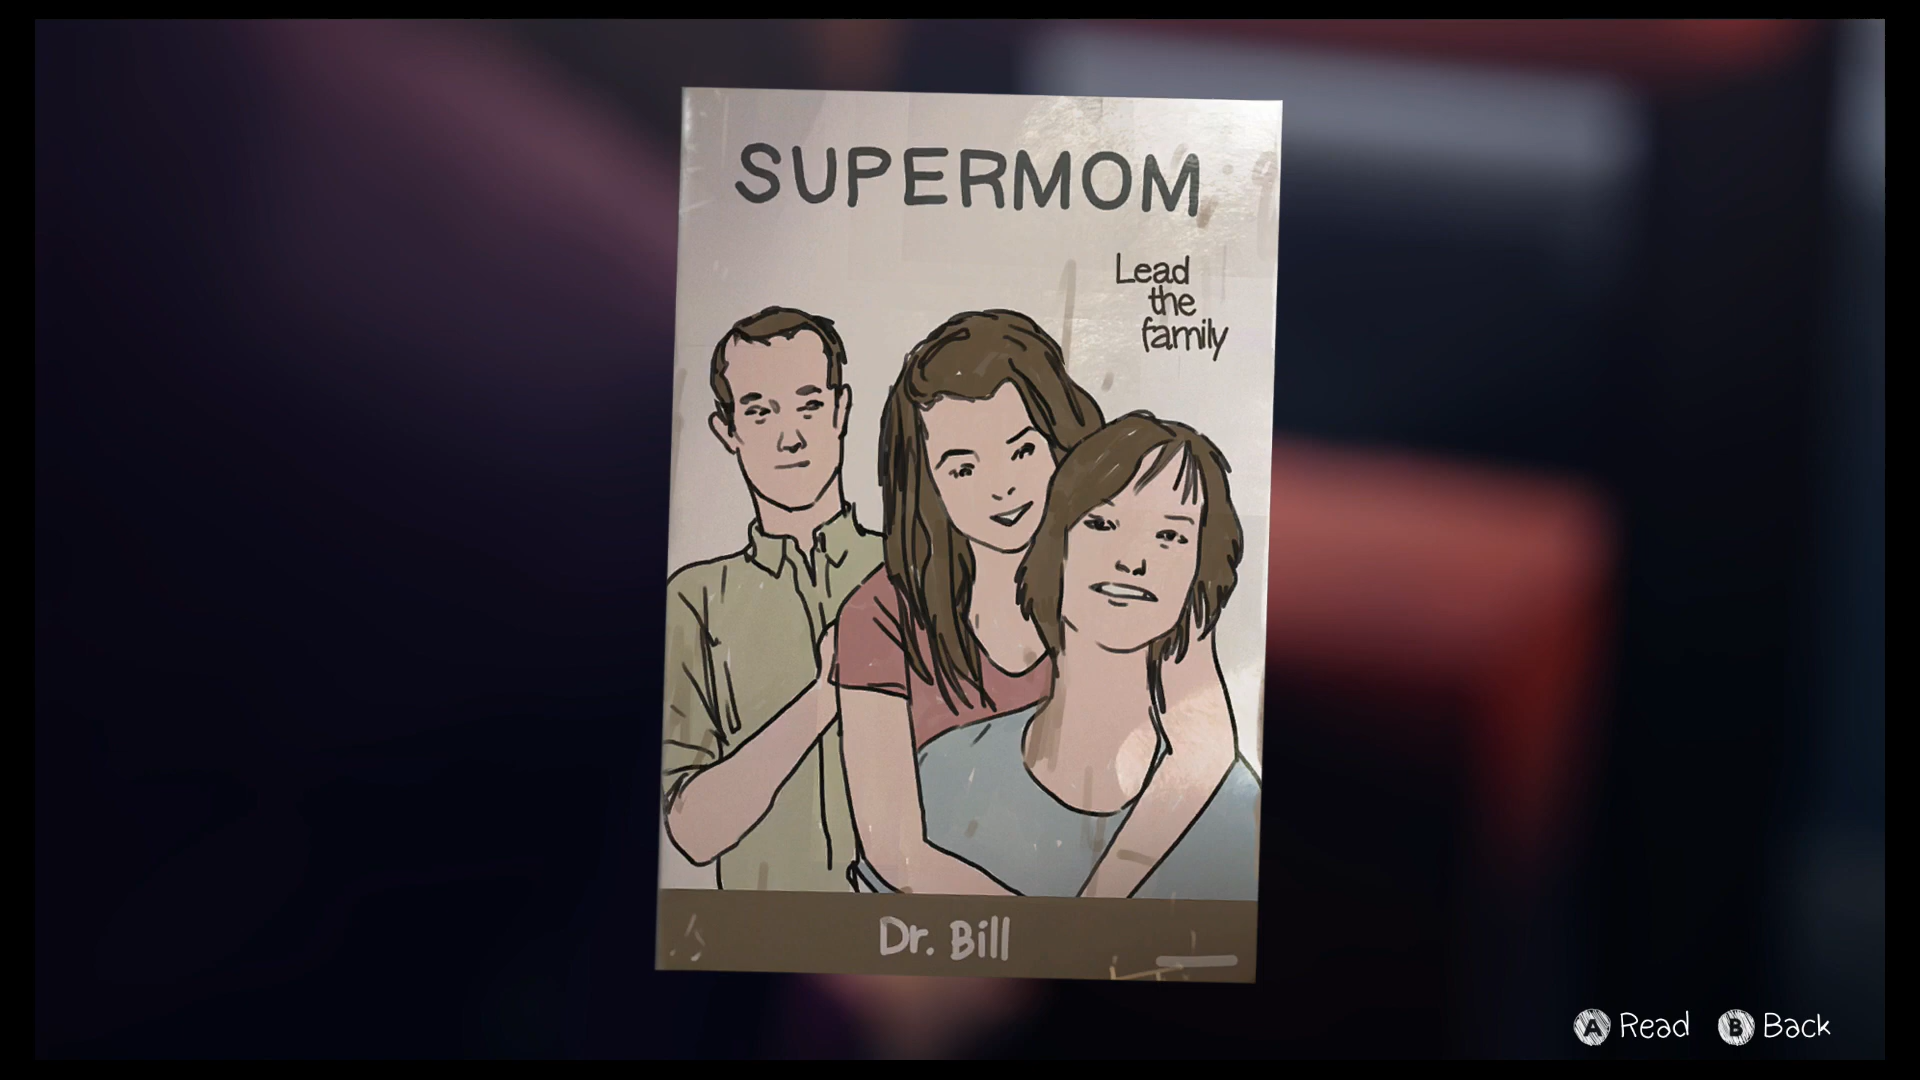 SUPERMOM
Lead
the
family
Dr. Bill
A Read B Back